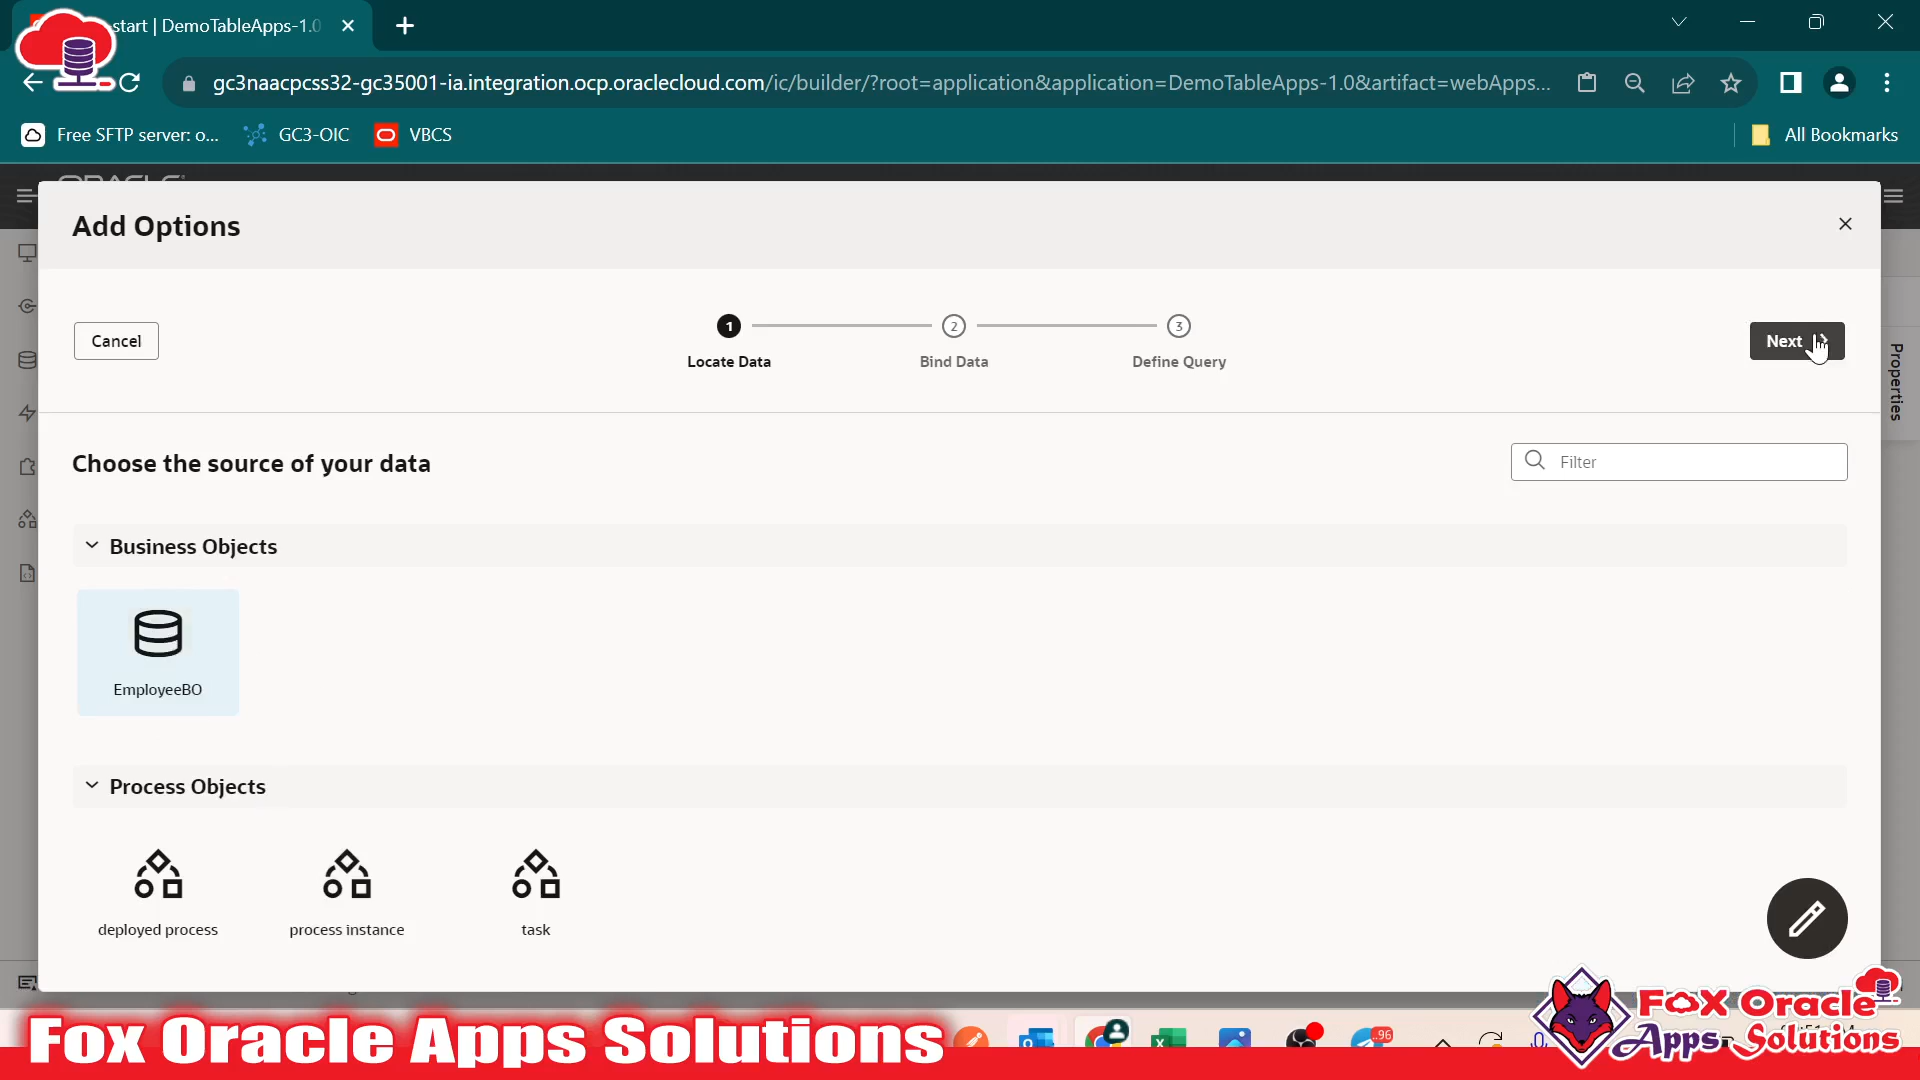 start | DemoTableApps-1.0
gc3naacpcss32-gc35001-ia.integration.ocp.oraclecloud.com/ic/builder/?root=application&application=DemoTableApps-1.0&artifact=webApps...
Free SFTP server: o...
GC3-OIC
VBCS
All Bookmarks
ORACLE
Add Options
Cancel
1
2
3
Next
Locate Data
Bind Data
Define Query
Properties
Choose the source of your data
Filter
Business Objects
EmployeeBO
Process Objects
deployed process
process instance
task
Fox Oracle Apps Solutions
96
Fox Oracle
Apps Solutions